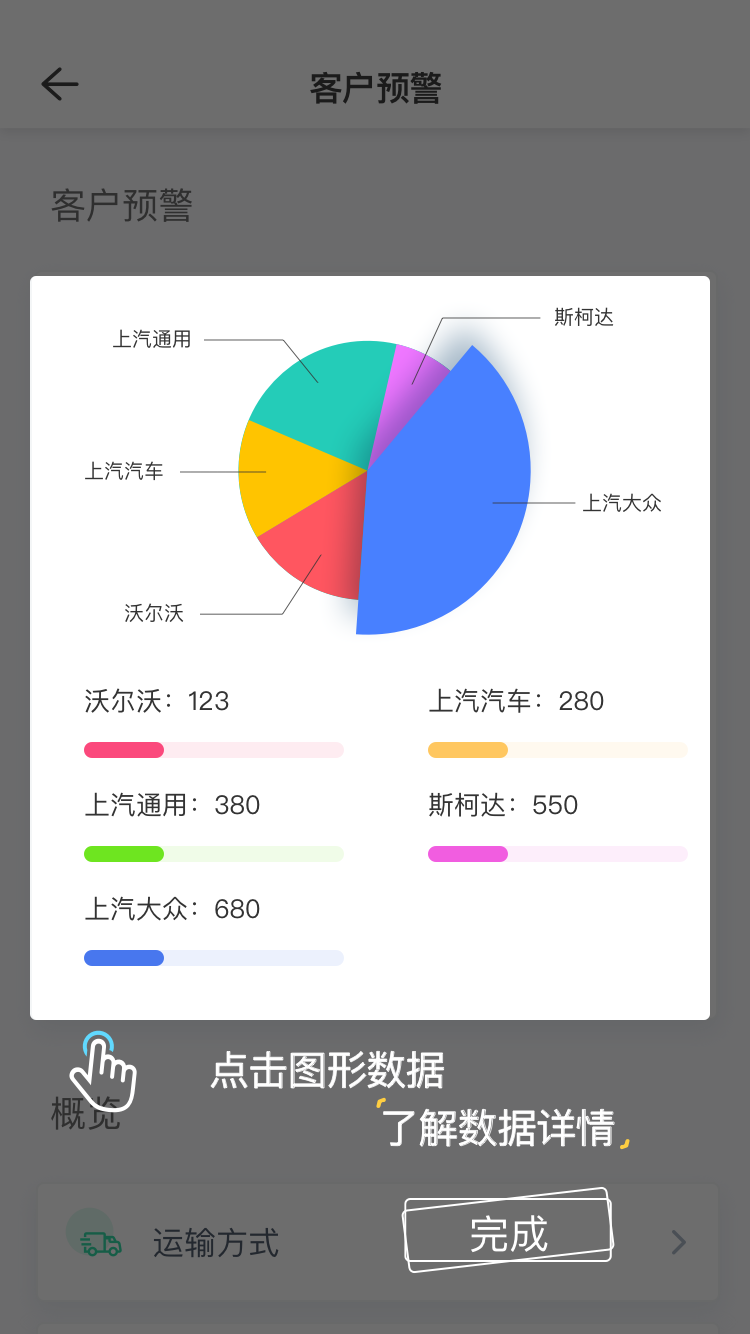 客户预警
客户预警
斯柯达
上汽通用
上汽汽车
上汽大众
沃尔沃
沃尔沃：123
上汽汽车：280
上汽通用：380
斯柯达：550
上汽大众：680
点击图形数据
了解数据详情
概览
运输方式
完成